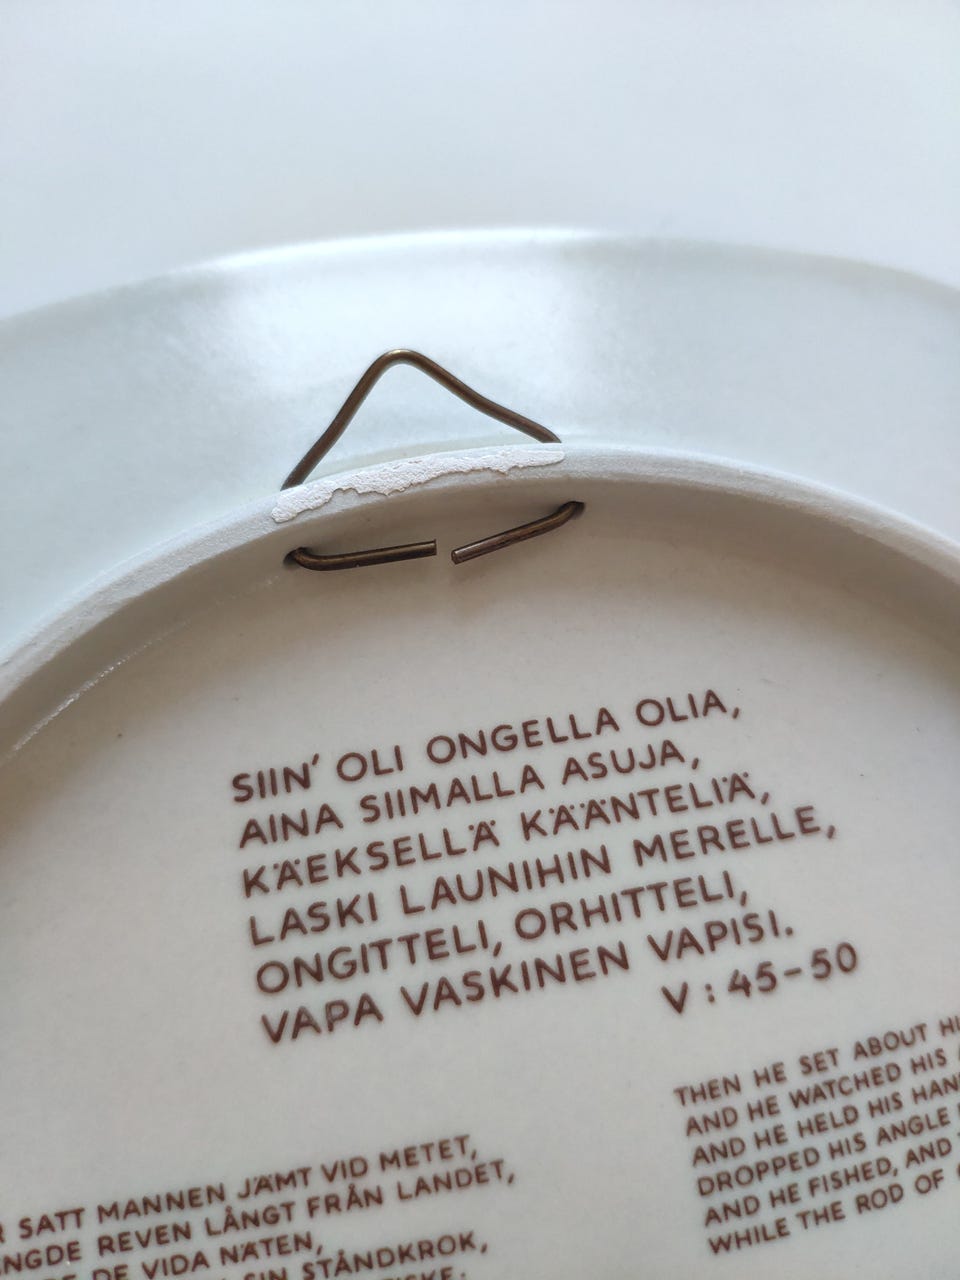 SIIN' OLI ONGELLA OLIA,
AINA SIIMALLA ASUJA,
KÄEKSELLÄ KÄÄNTELIÄ,
LASKI LAUNIHIN MERELLE,
ONGITTELI, ORHITTELI,
VAPA VASKINEN VAPISI.
V : 45-50
SATT MANNEN JÄMT VID METET,
REVEN LÅNGT FRÅN LANDET,
DE VIDA NÄTEN,
SIN STÅNDKROK,
THEN HE SET ABOUT
AND HE WATCHED HIS
AND HE HELD HIS
DROPPED HIS ANGLE
AND HE FISHED, AND
WHILE THE ROD OF